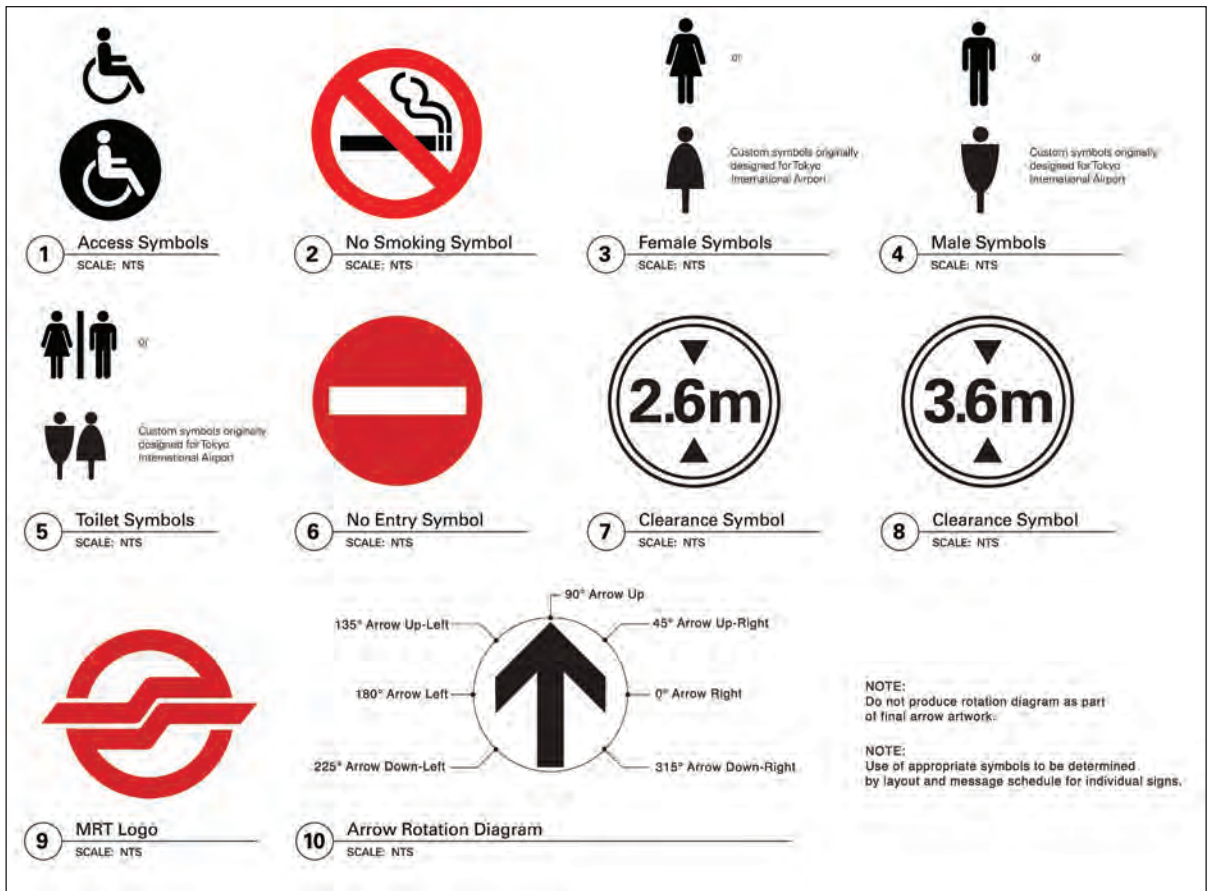 or
or
Custom symbols originally
designed for Tokyo
International Airport
Custom symbols originally
designed for Tokyo
International Airport
1
Access Symbols
SCALE: NTS
2
No Smoking Symbol
SCALE: NTS
3
Female Symbols
SCALE: NTS
4
Male Symbols
SCALE: NTS
or
Custom symbols originally
designed for Tokyo
International Airport
2.6m
3.6m
5
Toilet Symbols
SCALE: NTS
6
No Entry Symbol
SCALE: NTS
7
Clearance Symbol
SCALE: NTS
8
Clearance Symbol
SCALE: NTS
90° Arrow Up
135° Arrow Up-Left
45° Arrow Up-Right
180° Arrow Left
0° Arrow Right
225° Arrow Down-Left
315° Arrow Down-Right
NOTE:
Do not produce rotation diagram as part
of final arrow artwork.
NOTE:
Use of appropriate symbols to be determined
by layout and message schedule for individual signs.
9
MRT Logo
SCALE: NTS
10
Arrow Rotation Diagram
SCALE: NTS